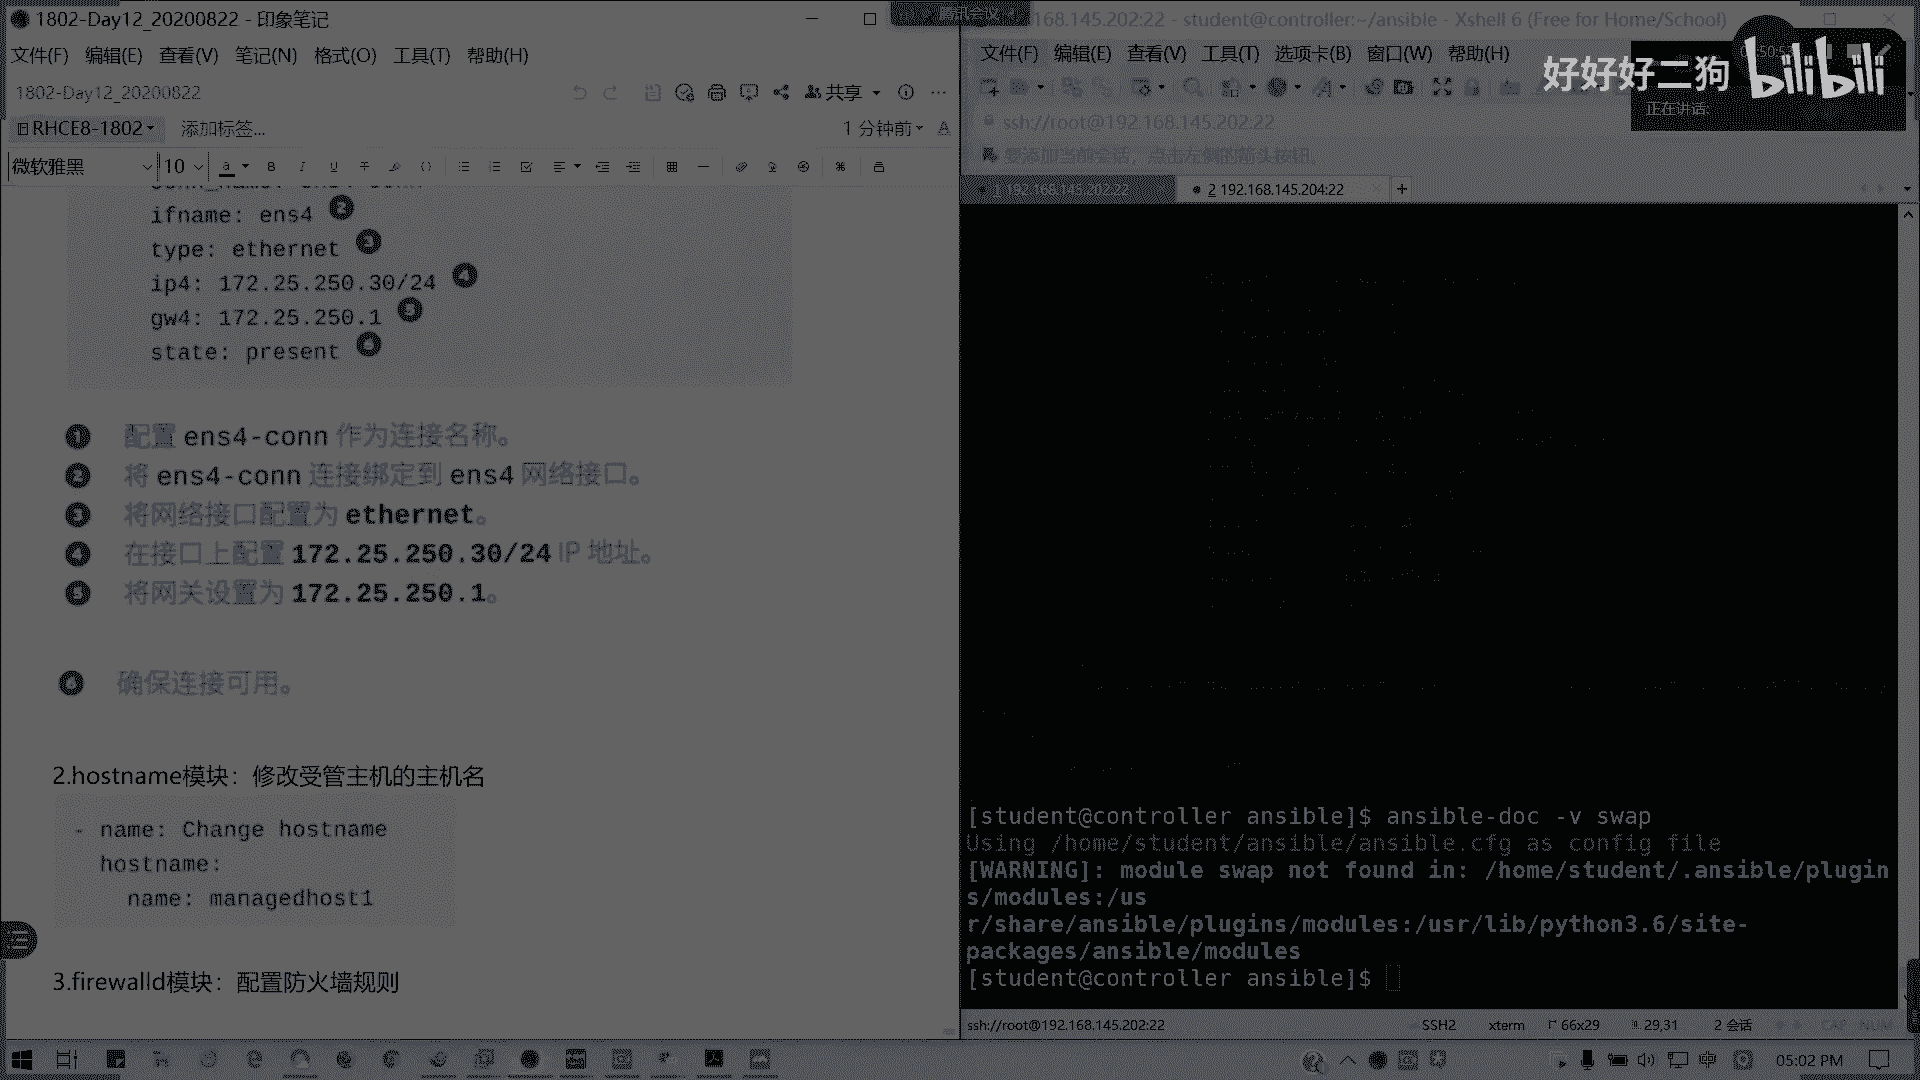 1802-Day12_20200822 - 印象笔记
文件(F) 编辑(E) 查看(V) 笔记(N) 格式(O) 工具(T) 帮助(H)
1802-Day12_20200822
共享
RHCE8-1802
添加标签...
1 分钟前
微软雅黑
10
ifname: ens4 2
type: ethernet 3
ip4: 172.25.250.30/24 4
gw4: 172.25.250.1 5
state: present 6
1 配置 ens4-conn 作为连接名称。
2 将 ens4-conn 连接绑定到 ens4 网络接口。
3 将网络接口配置为 ethernet。
4 在接口上配置 172.25.250.30/24 IP 地址。
5 将网关设置为 172.25.250.1。
6 确保连接可用。
2.hostname模块：修改受管主机的主机名
- name: Change hostname
hostname:
name: managedhost1
3.firewalld模块：配置防火墙规则
腾讯会议
168.145.202:22 - student@controller:~/ansible - Xshell 6 (Free for Home/School)
文件(F) 编辑(E) 查看(V) 工具(T) 选项卡(B) 窗口(W) 帮助(H)
好好好二狗 bilibili
正在讲话:
ssh://root@192.168.145.202:22
要添加当前会话，点击左侧的箭头按钮。
1 192.168.145.202:22
2 192.168.145.204:22
[student@controller ansible]$ ansible-doc -v swap
Using /home/student/ansible/ansible.cfg as config file
[WARNING]: module swap not found in: /home/student/.ansible/plugin
s/modules:/us
r/share/ansible/plugins/modules:/usr/lib/python3.6/site-
packages/ansible/modules
[student@controller ansible]$
ssh://root@192.168.145.202:22
SSH2
xterm
66x29
29,31
2 会话
CAP NUM
中
05:02 PM